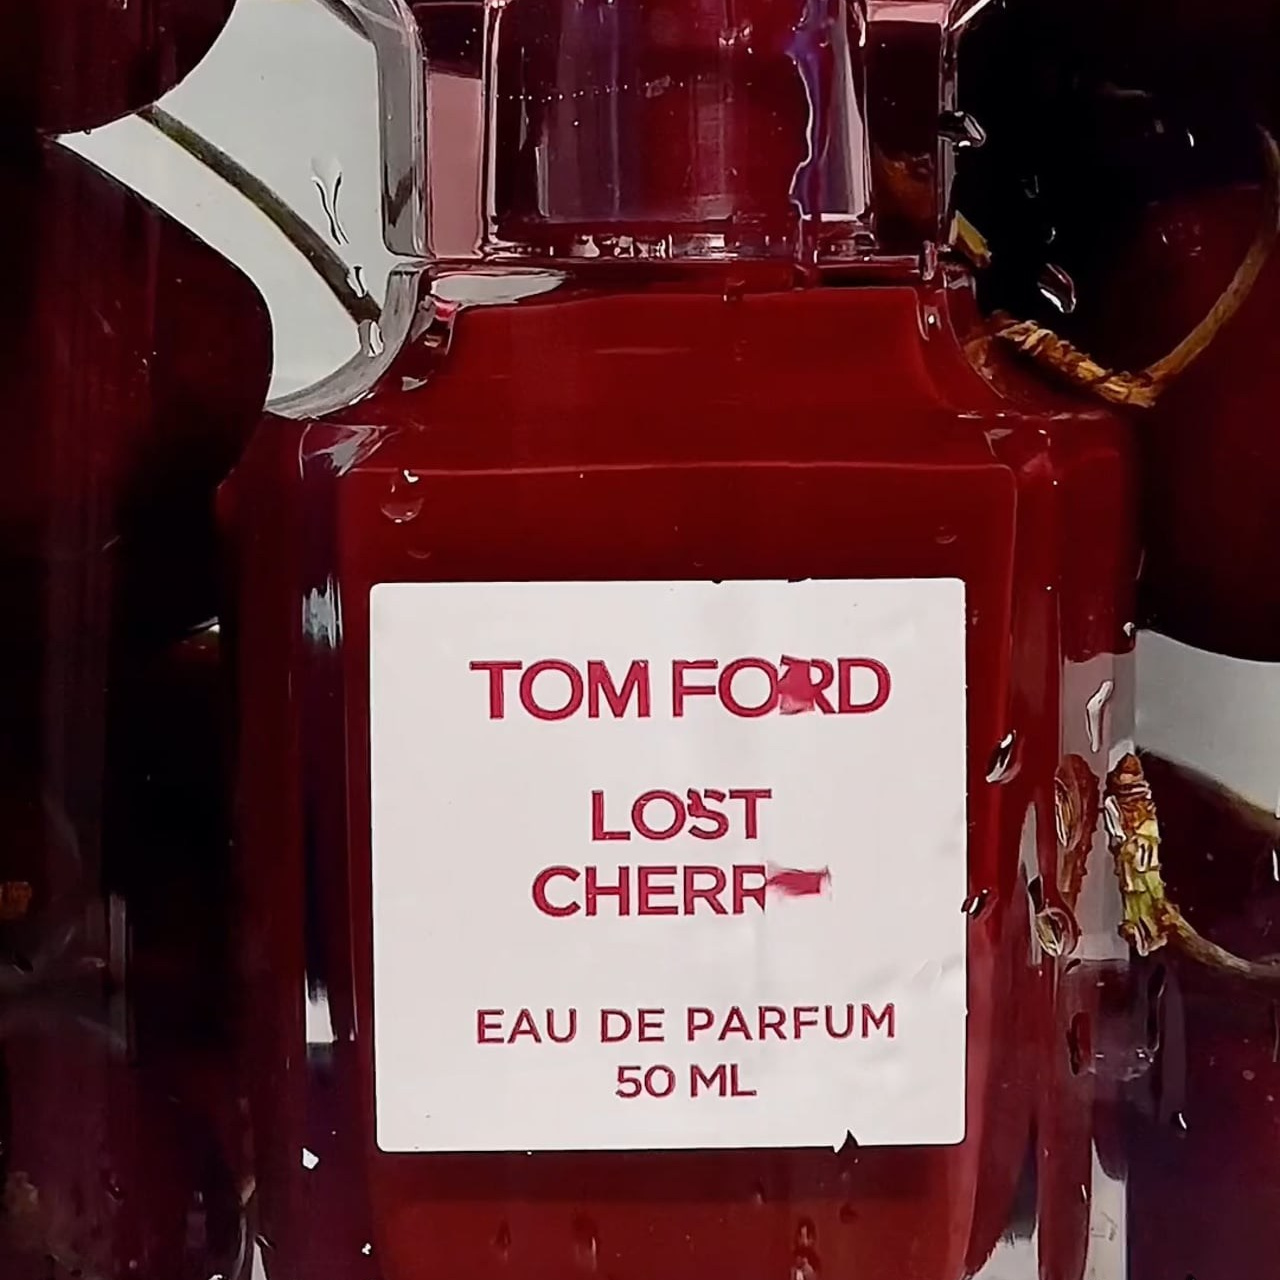 TOM FORD
LOST
CHERR
EAU DE PARFUM
50 ML